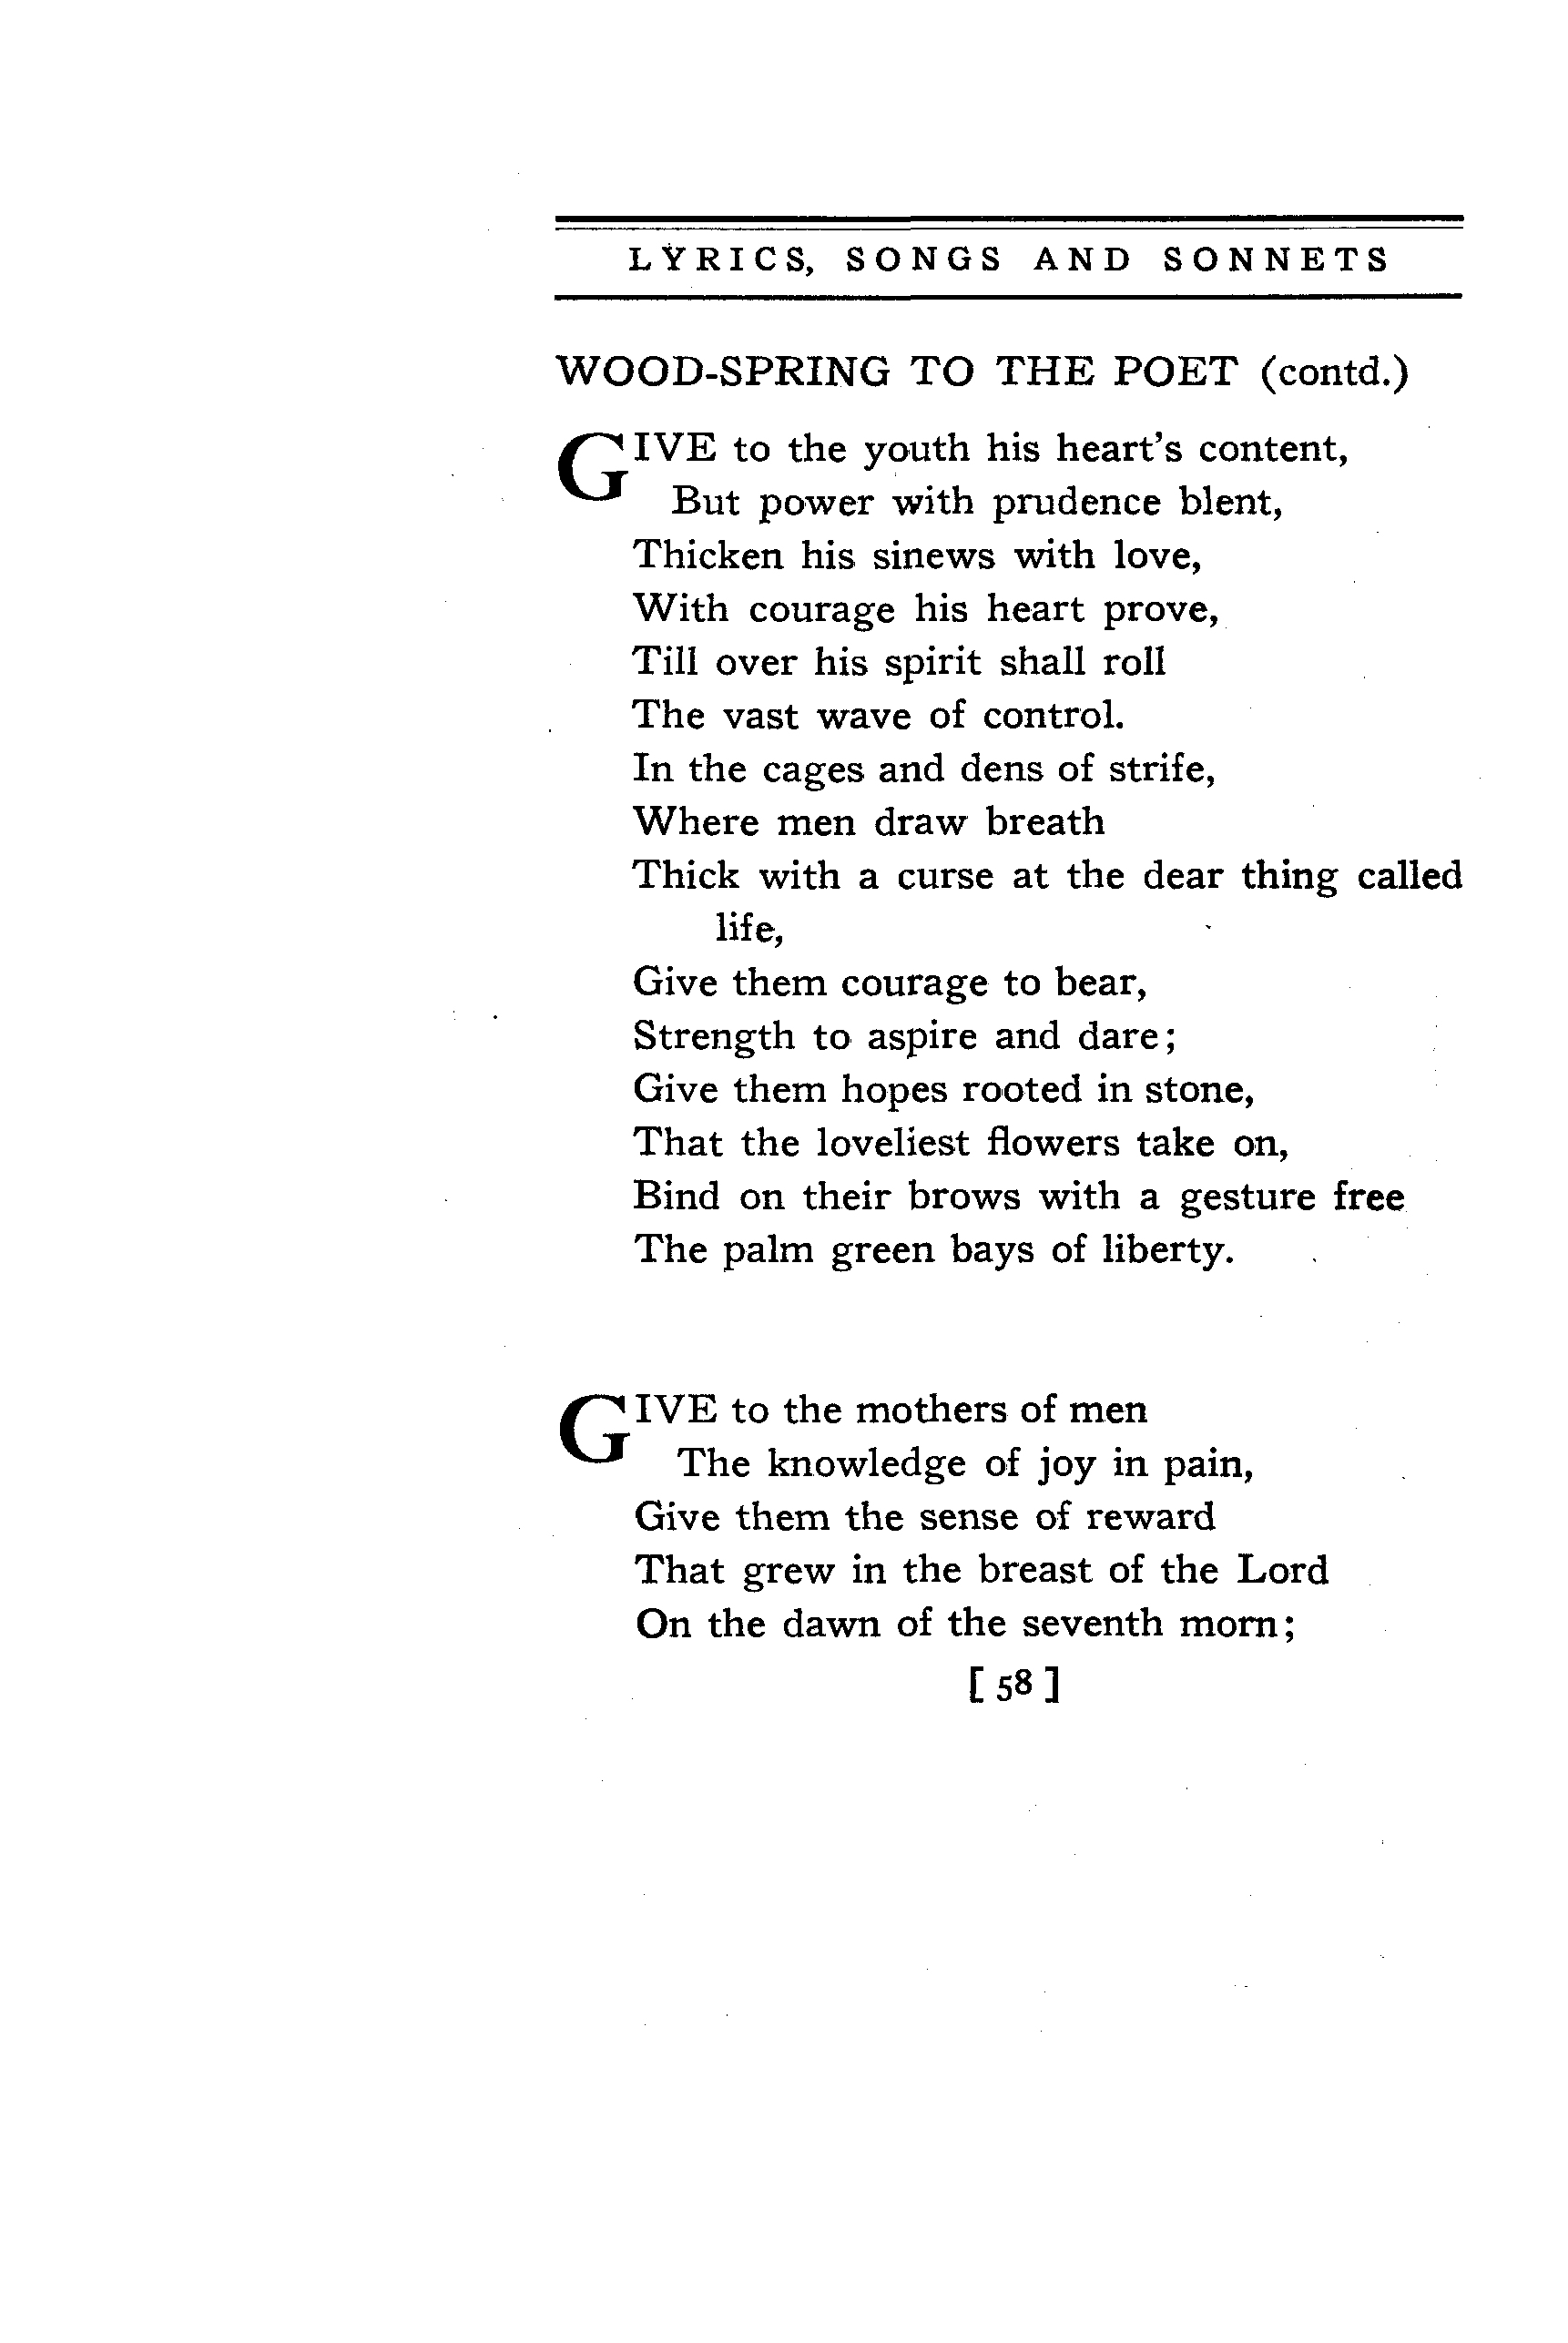 LYRICS, SONGS AND SONNETS
WOOD-SPRING TO THE POET (contd.)
GIVE to the youth his heart's content,
But power with prudence blent,
Thicken his sinews with love,
With courage his heart prove,
Till over his spirit shall roll
The vast wave of control.
In the cages and dens of strife,
Where men draw breath
Thick with a curse at the dear thing called
life,
Give them courage to bear,
Strength to aspire and dare;
Give them hopes rooted in stone,
That the loveliest flowers take on,
Bind on their brows with a gesture free
The palm green bays of liberty.
GIVE to the mothers of men
The knowledge of joy in pain,
Give them the sense of reward
That grew in the breast of the Lord
On the dawn of the seventh morn;
[ 58 ]